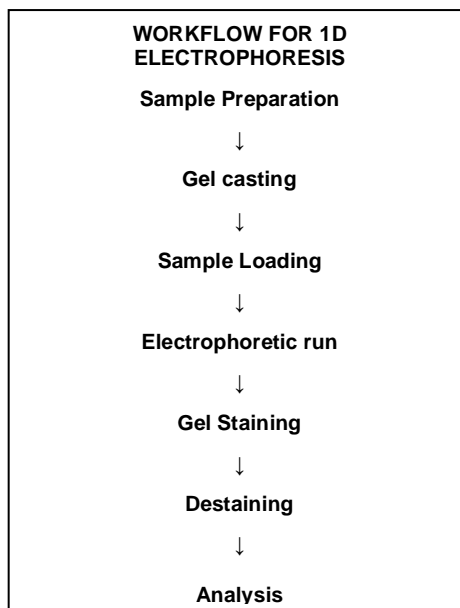 WORKFLOW FOR 1D
ELECTROPHORESIS
Sample Preparation
↓
Gel casting
↓
Sample Loading
↓
Electrophoretic run
↓
Gel Staining
↓
Destaining
↓
Analysis